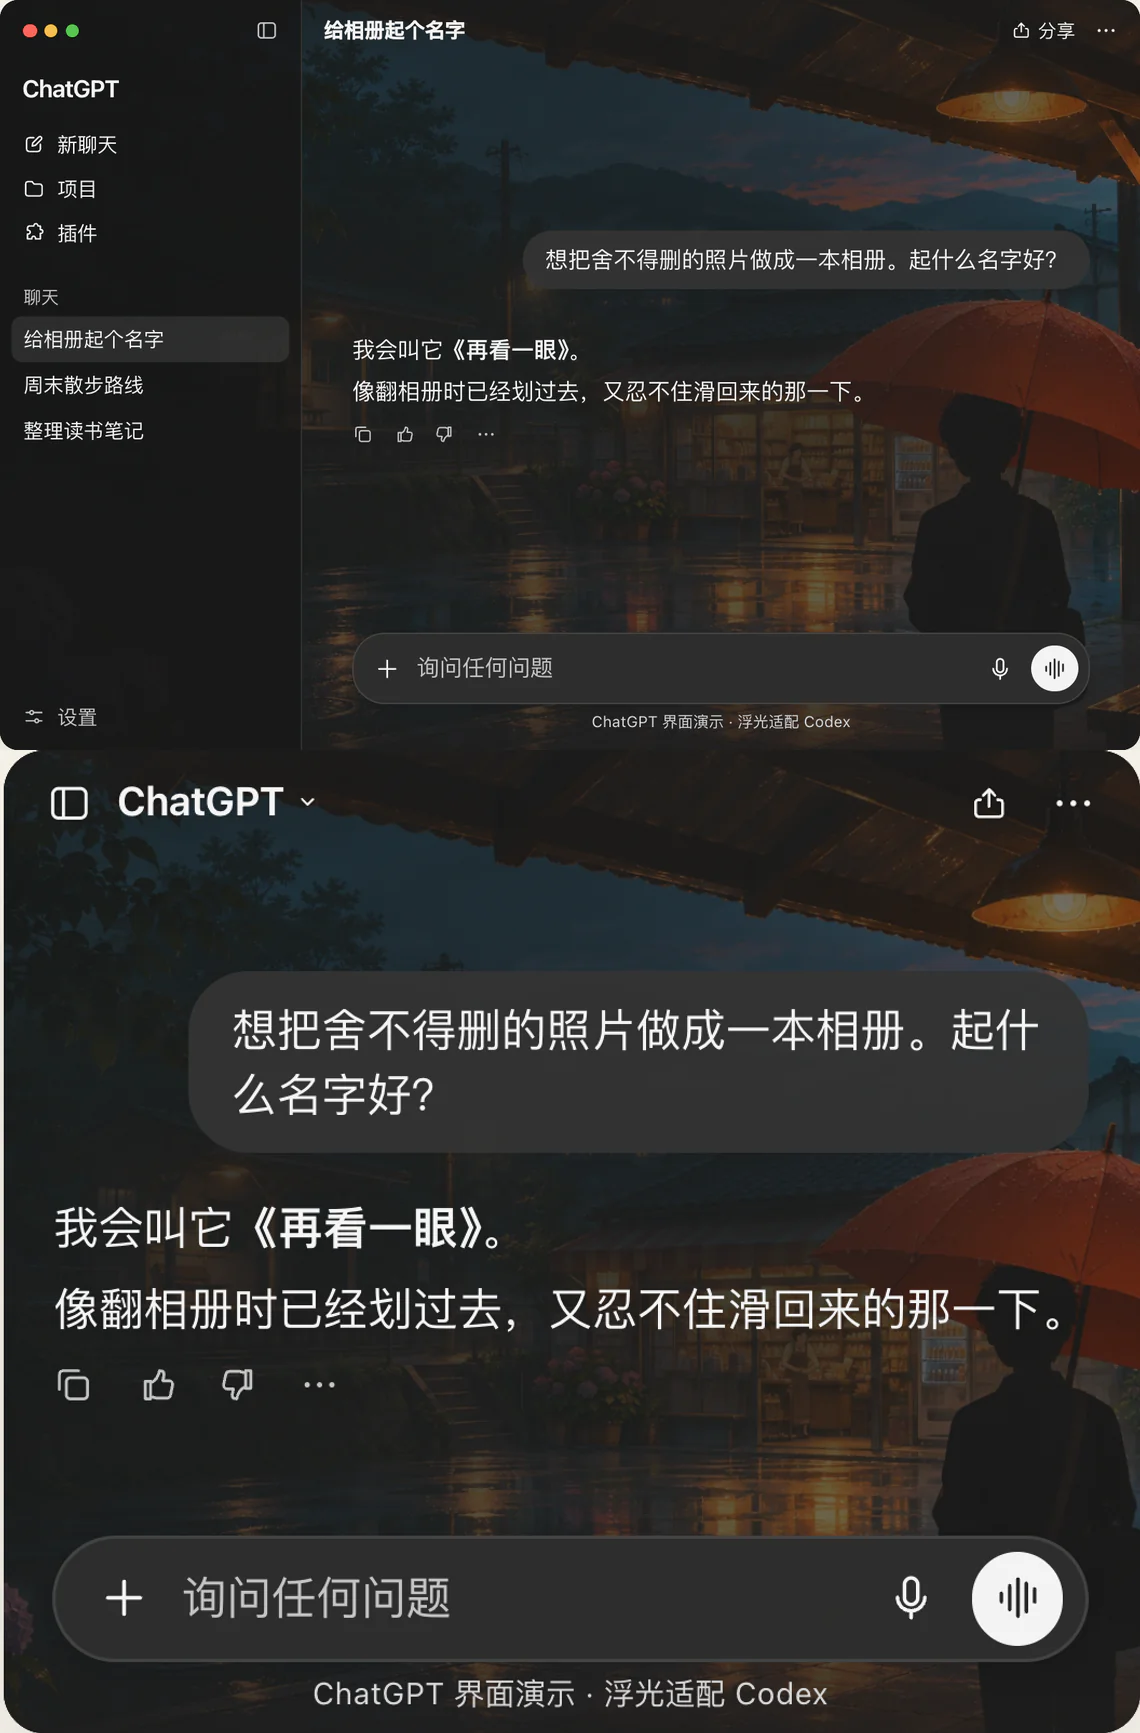 给相册起个名字
分享
ChatGPT
新聊天
项目
插件
聊天
给相册起个名字
周末散步路线
整理读书笔记
设置
想把舍不得删的照片做成一本相册。起什么名字好？
我会叫它《再看一眼》。
像翻相册时已经划过去，又忍不住滑回来的那一下。
询问任何问题
ChatGPT 界面演示 · 浮光适配 Codex
ChatGPT
想把舍不得删的照片做成一本相册。起什
么名字好？
我会叫它《再看一眼》。
像翻相册时已经划过去，又忍不住滑回来的那一下。
询问任何问题
ChatGPT 界面演示 · 浮光适配 Codex